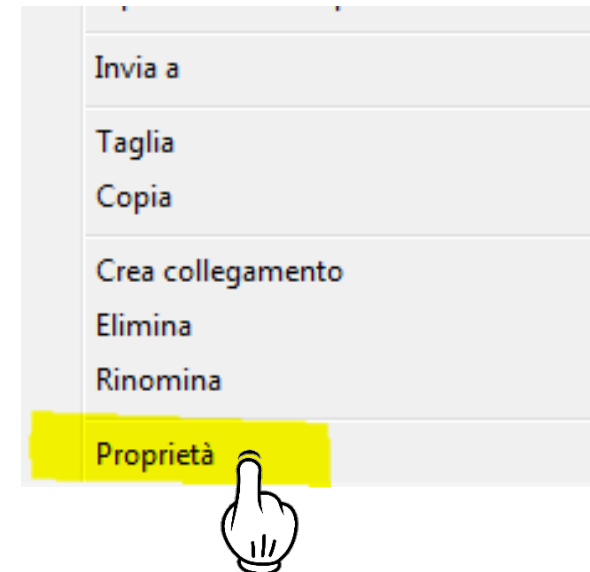 Invia a
Taglia
Copia
Crea collegamento
Elimina
Rinomina
Proprietà